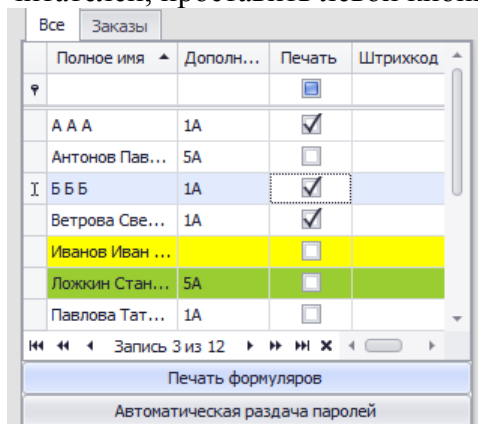 Все Заказы
Полное имя Дополн... Печать Штрихкод
А А А 1А
Антонов Пав... 5А
Б Б Б 1А
Ветрова Све... 1А
Иванов Иван ...
Ложкин Стан... 5А
Павлова Тат... 1А
Запись 3 из 12
Печать формуляров
Автоматическая раздача паролей